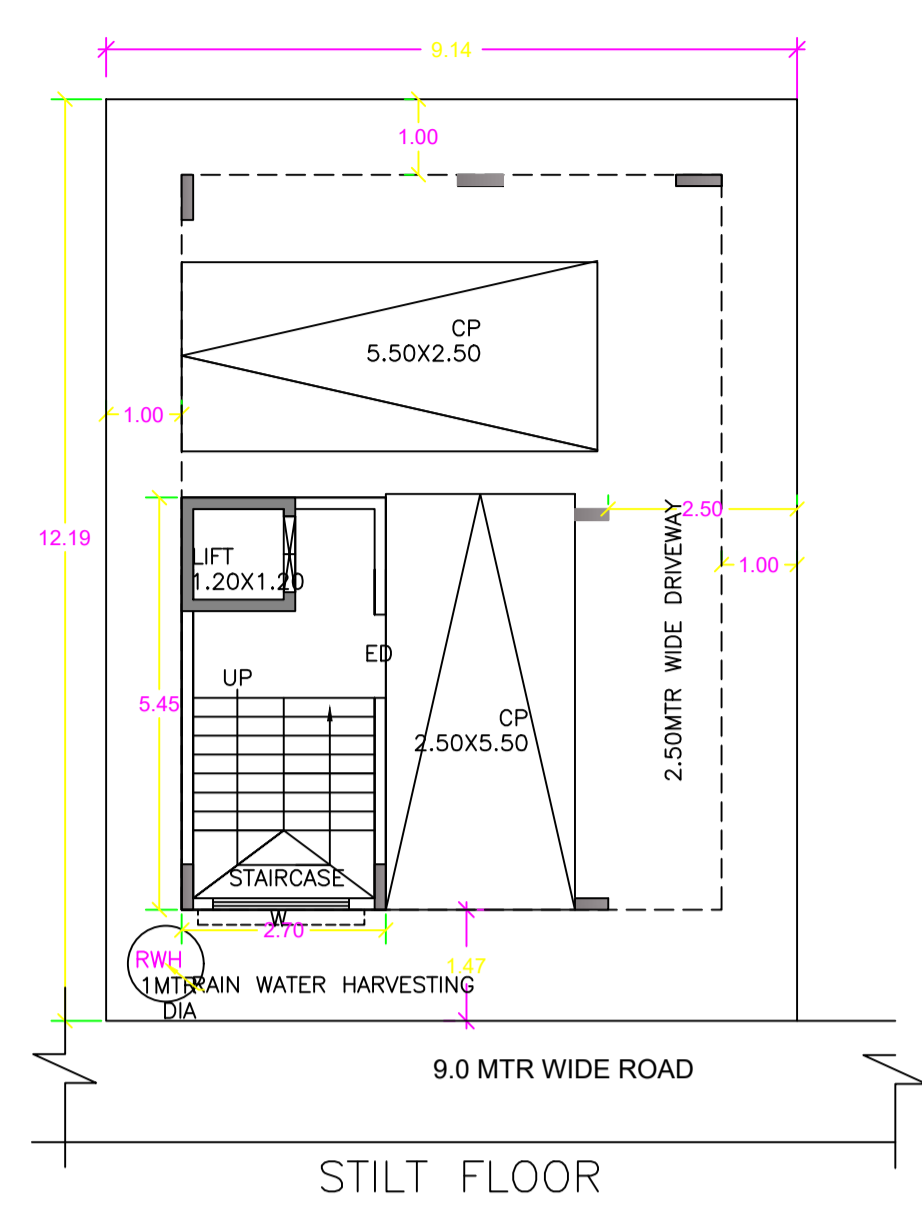 9.14
1.00
CP
5.50X2.50
1.00
2.50
12.19
LIFT
1.20X1.20
1.00
2.50MTR WIDE DRIVEWAY
ED
UP
5.45
CP
2.50X5.50
STAIRCASE
W
2.70
RWH
1.47
1MTR
RAIN WATER HARVESTING
DIA
9.0 MTR WIDE ROAD
STILT FLOOR